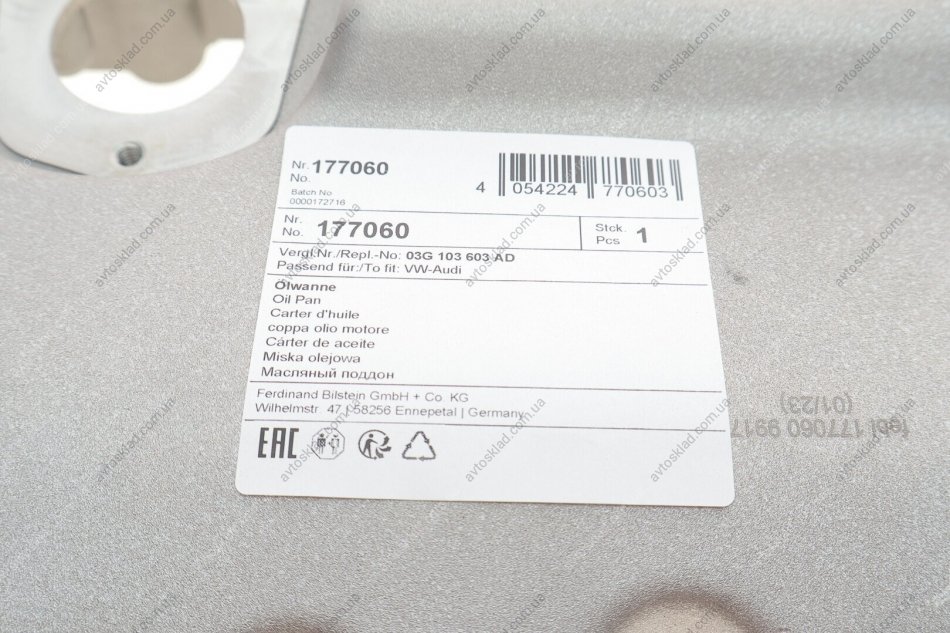 Nr. 177060
No.
Batch No
0000172716
4 054224 770603
Nr. 177060
No.
Stck. 1
Pcs
Vergl.Nr./Repl.-No: 03G 103 603 AD
Passend für:/To fit: VW-Audi
Ölwanne
Oil Pan
Carter d'huile
coppa olio motore
Cárter de aceite
Miska olejowa
Масляный поддон
Ferdinand Bilstein GmbH + Co. KG
Wilhelmstr. 47 | 58256 Ennepetal | Germany
EAC
febi 177060 9917
(01/23)
avtosklad.com.ua